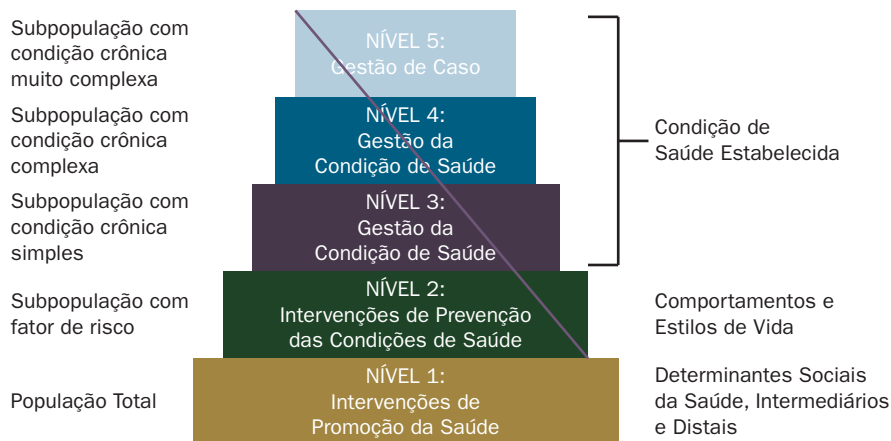 Subpopulação com
condição crônica
muito complexa
NÍVEL 5:
Gestão de Caso
Subpopulação com
condição crônica
complexa
NÍVEL 4:
Gestão da
Condição de Saúde
Condição de
Saúde Estabelecida
Subpopulação com
condição crônica
simples
NÍVEL 3:
Gestão da
Condição de Saúde
Subpopulação com
fator de risco
NÍVEL 2:
Intervenções de Prevenção
das Condições de Saúde
Comportamentos e
Estilos de Vida
População Total
NÍVEL 1:
Intervenções de
Promoção da Saúde
Determinantes Sociais
da Saúde, Intermediários
e Distais